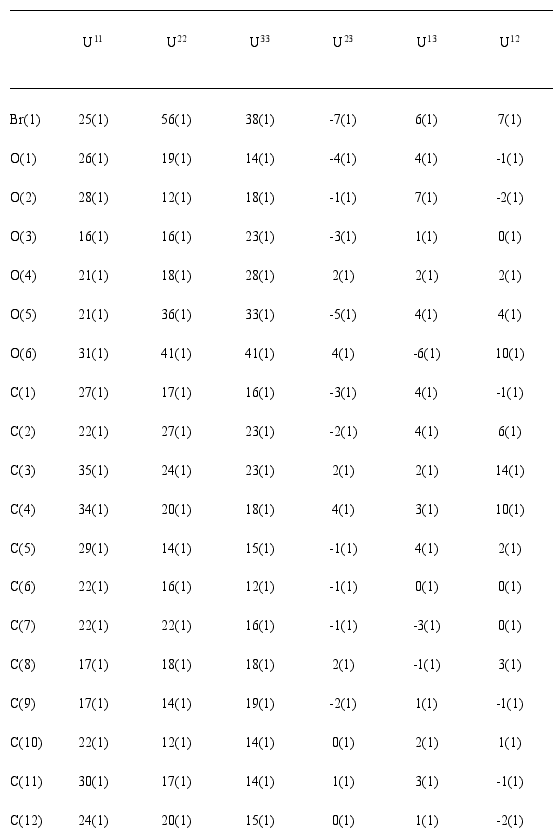 U11 U22 U33 U23 U13 U12
Br(1) 25(1) 56(1) 38(1) -7(1) 6(1) 7(1)
O(1) 26(1) 19(1) 14(1) -4(1) 4(1) -1(1)
O(2) 28(1) 12(1) 18(1) -1(1) 7(1) -2(1)
O(3) 16(1) 16(1) 23(1) -3(1) 1(1) 0(1)
O(4) 21(1) 18(1) 28(1) 2(1) 2(1) 2(1)
O(5) 21(1) 36(1) 33(1) -5(1) 4(1) 4(1)
O(6) 31(1) 41(1) 41(1) 4(1) -6(1) 10(1)
C(1) 27(1) 17(1) 16(1) -3(1) 4(1) -1(1)
C(2) 22(1) 27(1) 23(1) -2(1) 4(1) 6(1)
C(3) 35(1) 24(1) 23(1) 2(1) 2(1) 14(1)
C(4) 34(1) 20(1) 18(1) 4(1) 3(1) 10(1)
C(5) 29(1) 14(1) 15(1) -1(1) 4(1) 2(1)
C(6) 22(1) 16(1) 12(1) -1(1) 0(1) 0(1)
C(7) 22(1) 22(1) 16(1) -1(1) -3(1) 0(1)
C(8) 17(1) 18(1) 18(1) 2(1) -1(1) 3(1)
C(9) 17(1) 14(1) 19(1) -2(1) 1(1) -1(1)
C(10) 22(1) 12(1) 14(1) 0(1) 2(1) 1(1)
C(11) 30(1) 17(1) 14(1) 1(1) 3(1) -1(1)
C(12) 24(1) 20(1) 15(1) 0(1) 1(1) -2(1)